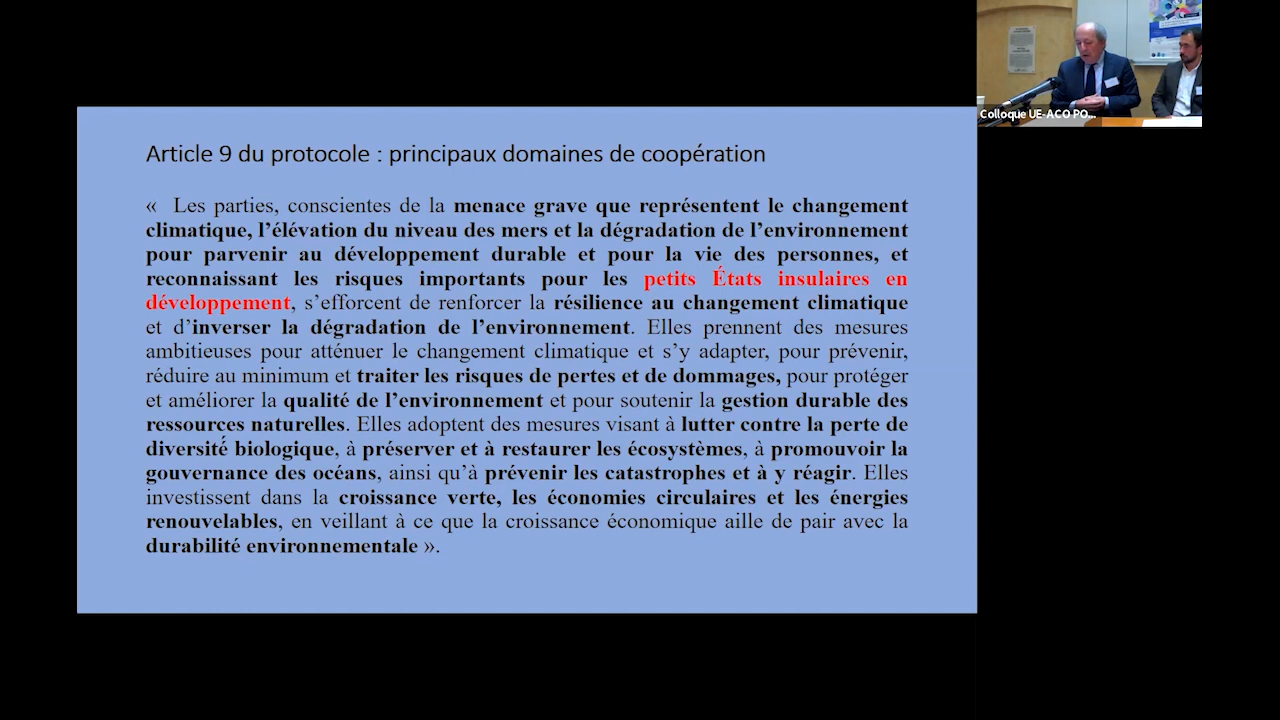 Article 9 du protocole : principaux domaines de coopération
« Les parties, conscientes de la menace grave que représentent le changement
climatique, l’élévation du niveau des mers et la dégradation de l’environnement
pour parvenir au développement durable et pour la vie des personnes, et
reconnaissant les risques importants pour les petits États insulaires en
développement, s’efforcent de renforcer la résilience au changement climatique
et d’inverser la dégradation de l’environnement. Elles prennent des mesures
ambitieuses pour atténuer le changement climatique et s’y adapter, pour prévenir,
réduire au minimum et traiter les risques de pertes et de dommages, pour protéger
et améliorer la qualité de l’environnement et pour soutenir la gestion durable des
ressources naturelles. Elles adoptent des mesures visant à lutter contre la perte de
diversité́ biologique, à préserver et à restaurer les écosystèmes, à promouvoir la
gouvernance des océans, ainsi qu’à prévenir les catastrophes et à y réagir. Elles
investissent dans la croissance verte, les économies circulaires et les énergies
renouvelables, en veillant à ce que la croissance économique aille de pair avec la
durabilité environnementale ».
Colloque UE-ACO PO...